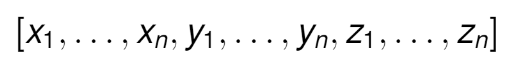 [x₁, . . . , xₙ, y₁, . . . , yₙ, z₁, . . . , zₙ]